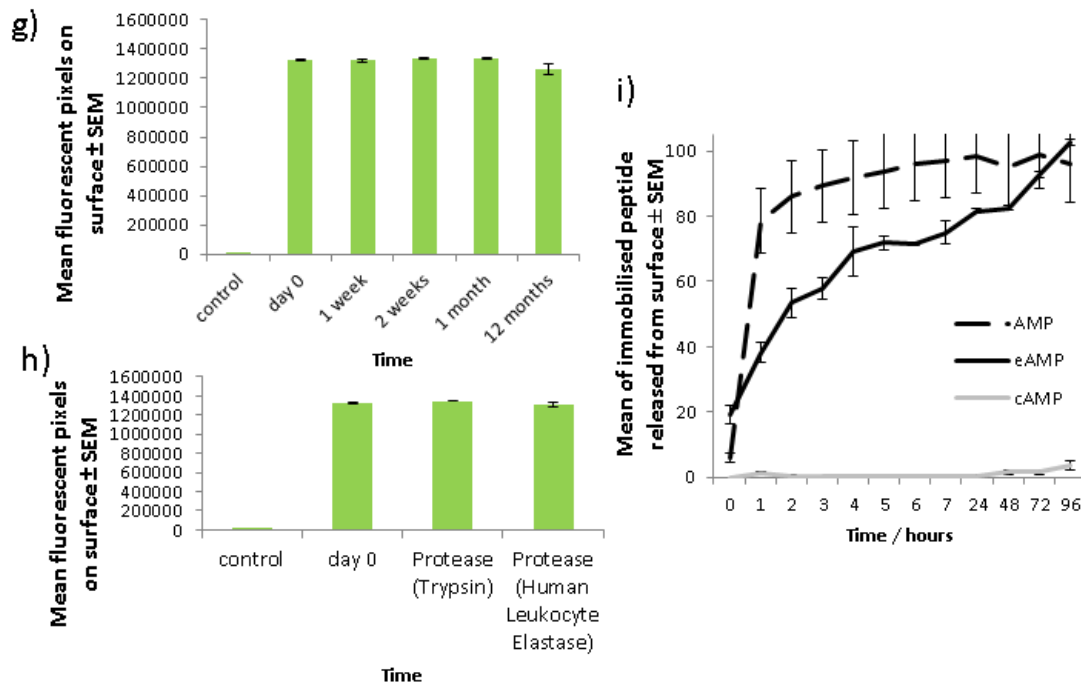 g)
Mean fluorescent pixels on
surface ± SEM
1600000
1400000
1200000
1000000
800000
600000
400000
200000
0
control
day 0
1 week
2 weeks
1 month
12 months
Time
h)
Mean fluorescent pixels
on surface ± SEM
1600000
1400000
1200000
1000000
800000
600000
400000
200000
0
control
day 0
Protease
(Trypsin)
Protease
(Human
Leukocyte
Elastase)
Time
i)
Mean of immobilised peptide
released from surface ± SEM
100
80
60
40
20
0
AMP
eAMP
cAMP
0 1 2 3 4 5 6 7 24 48 72 96
Time / hours